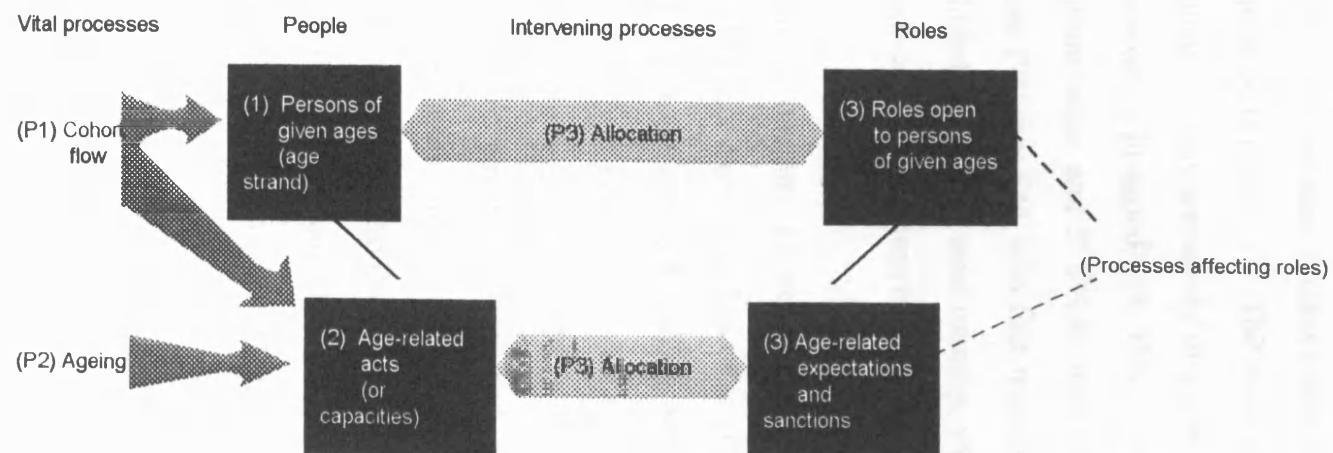 Vital processes
People
Intervening processes
Roles
(P1) Cohort
flow
(1) Persons of
given ages
(age
strand)
(P3) Allocation
(3) Roles open
to persons
of given ages
(Processes affecting roles)
(P2) Ageing
(2) Age-related
acts
(or
capacities)
(P3) Allocation
(3) Age-related
expectations
and
sanctions